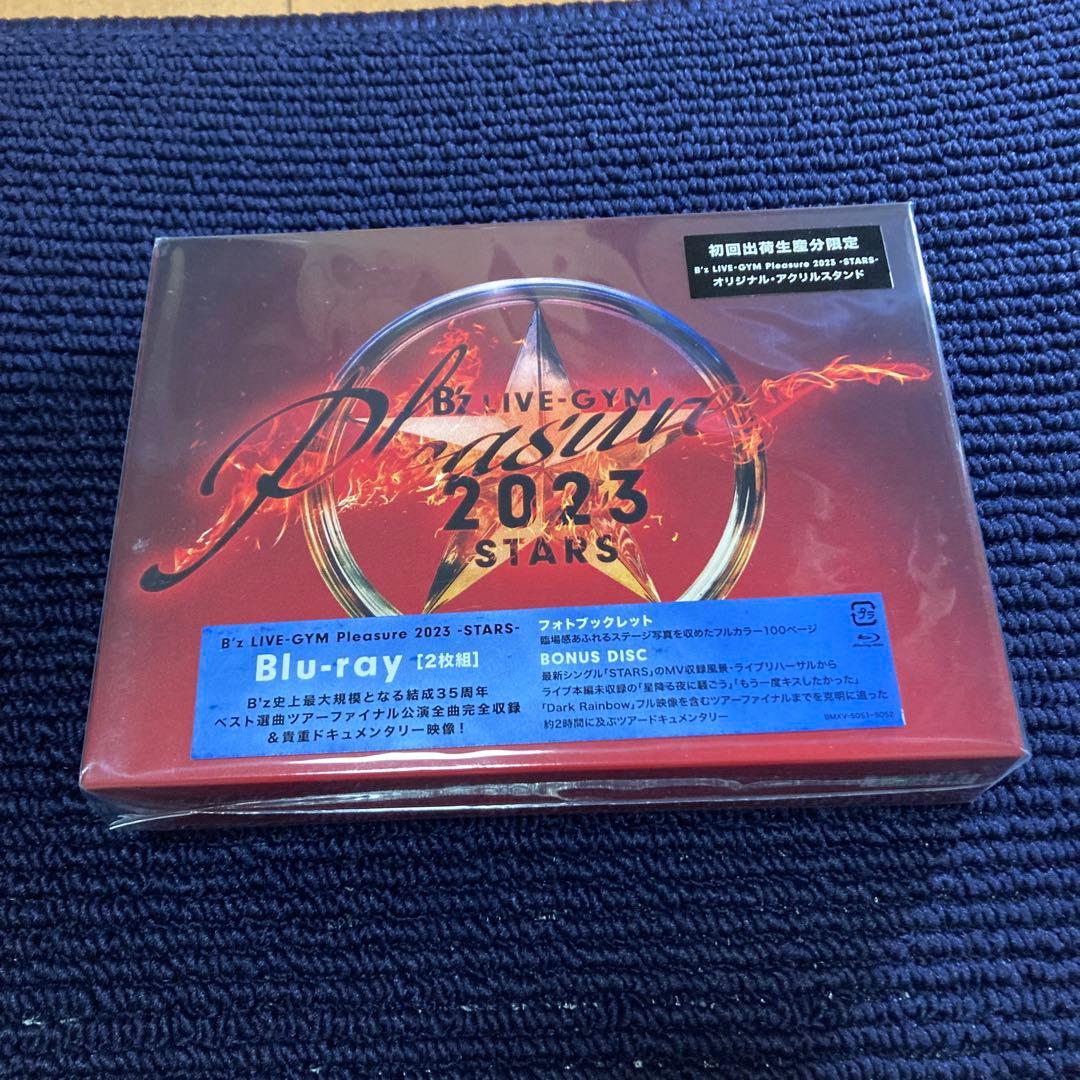 初回出荷生産分限定
B'z LIVE-GYM Pleasure 2023 -STARS-
オリジナル・アクリルスタンド
B'z LIVE-GYM
Pleasure
2023
STARS
B'z LIVE-GYM Pleasure 2023 -STARS-
Blu-ray [2枚組]
B'z史上最大規模となる結成35周年
ベスト選曲ツアーファイナル公演全曲完全収録
&貴重ドキュメンタリー映像!
フォトブックレット
臨場感あふれるステージ写真を収めたフルカラー100ページ
BONUS DISC
最新シングル「STARS」のMV収録風景・ライブリハーサルから
ライブ本編未収録の「星降る夜に騒ごう」「もう一度キスしたかった」
「Dark Rainbow」フル映像を含むツアーファイナルまでを克明に追った
約2時間に及ぶツアードキュメンタリー
プラ
BMXV-5051~5052